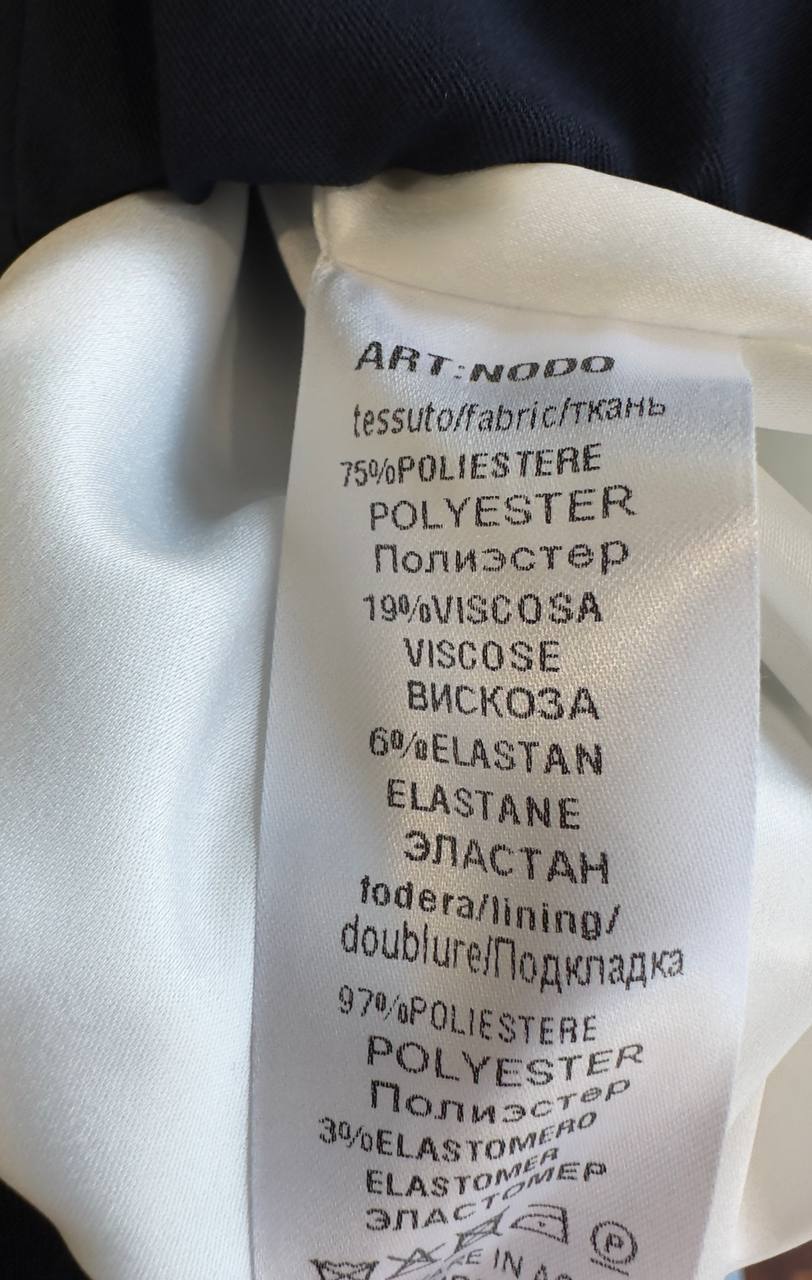 ART:NODO
tessuto/fabric/ткань
75%POLIESTERE
POLYESTER
Полиэстер
19%VISCOSA
VISCOSE
ВИСКОЗА
6%ELASTAN
ELASTANE
ЭЛАСТАН
fodera/lining/
doublure/Подкладка
97%POLIESTERE
POLYESTER
Полиэстер
3%ELASTOMERO
ELASTOMER
ЭЛАСТОМЕР
P
IN